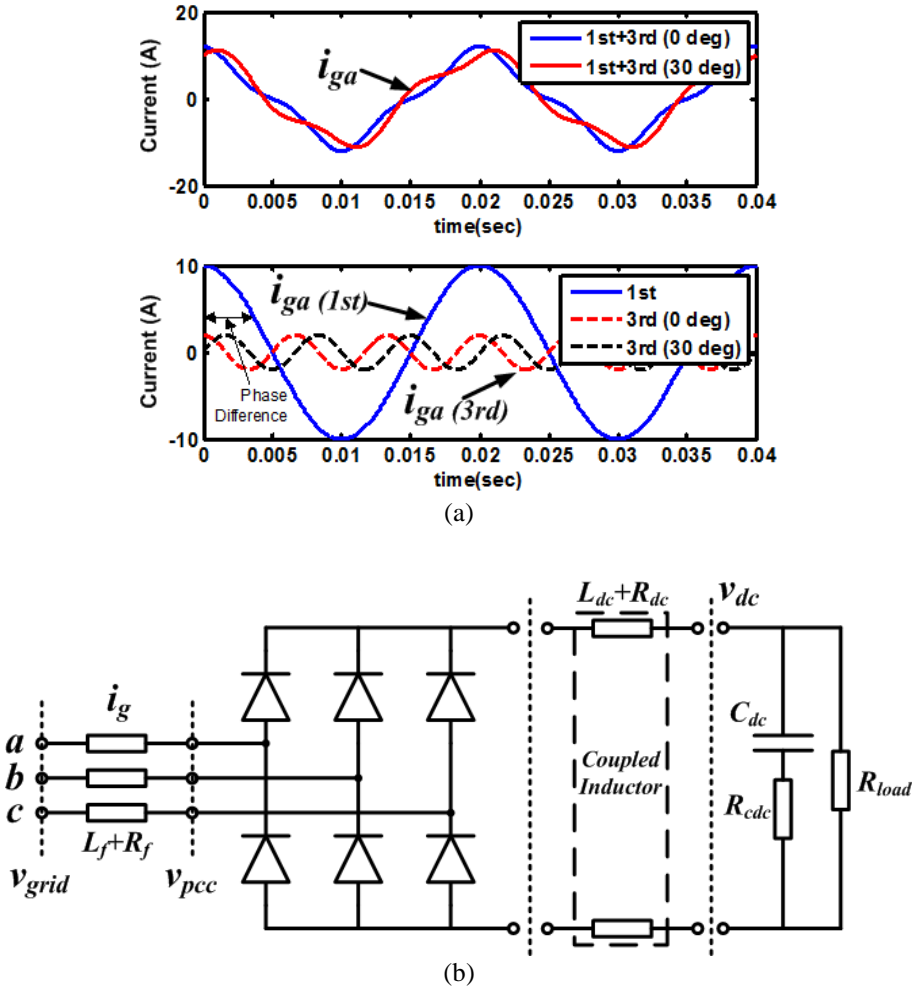 20
0
-20
Current (A)
1st+3rd (0 deg)
1st+3rd (30 deg)
iga
0 0.005 0.01 0.015 0.02 0.025 0.03 0.035 0.04
time(sec)
10
0
-10
Current (A)
1st
3rd (0 deg)
3rd (30 deg)
iga (1st)
iga (3rd)
Phase
Difference
0 0.005 0.01 0.015 0.02 0.025 0.03 0.035 0.04
time(sec)
(a)
Ldc+Rdc
vdc
ig
a
b
c
Lf+Rf
vgrid
vpcc
Coupled
Inductor
Cdc
Rcdc
Rload
(b)